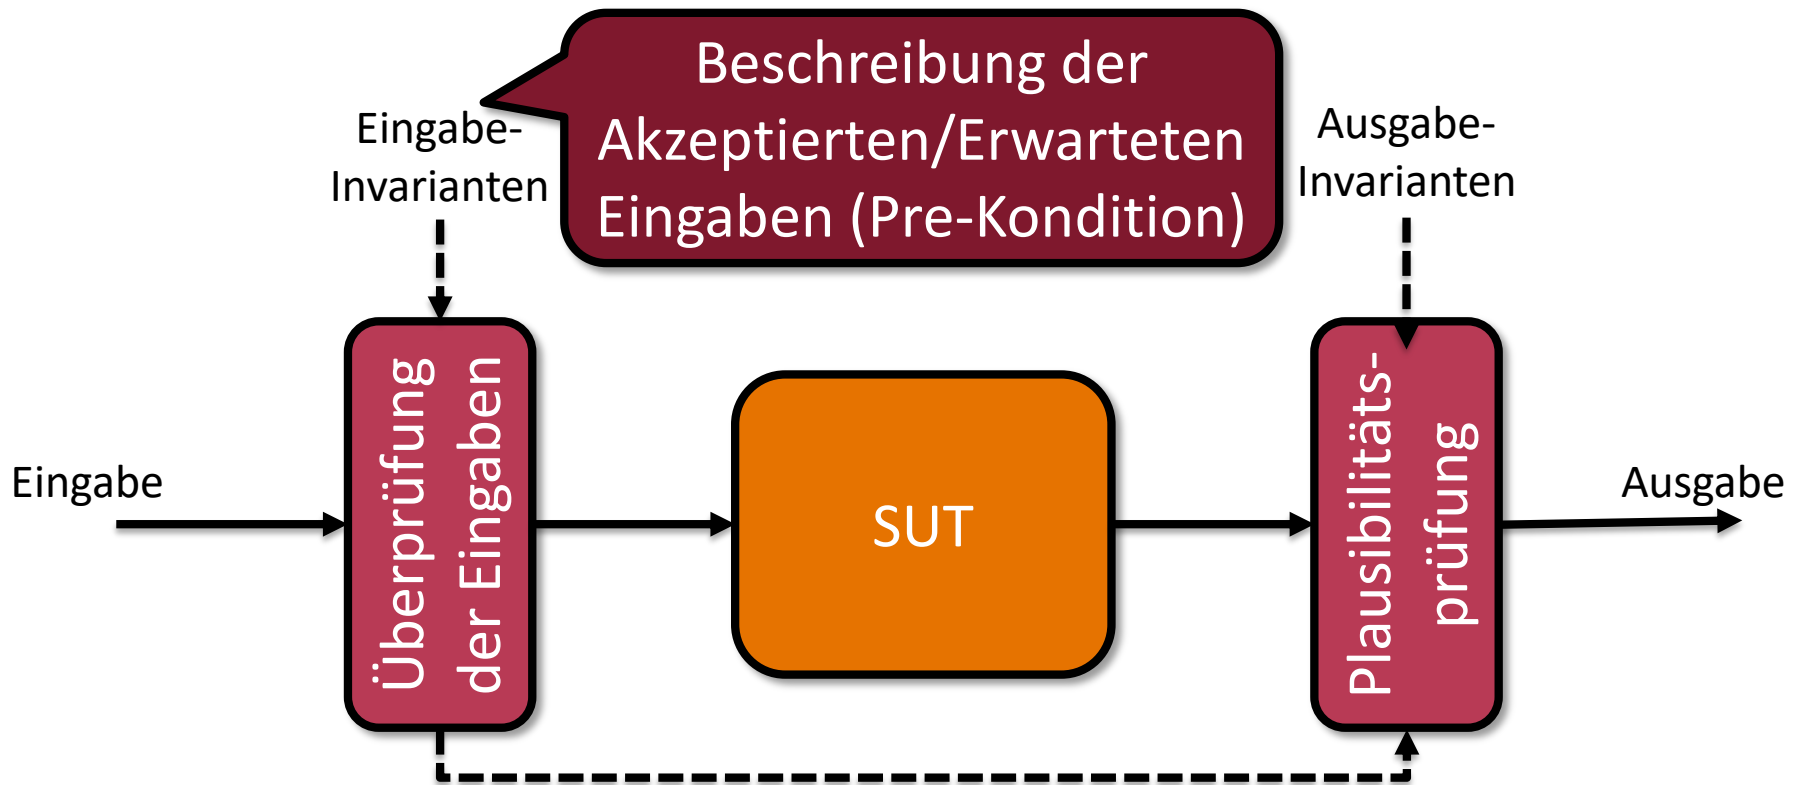 Beschreibung der
Akzeptierten/Erwarteten
Eingaben (Pre-Kondition)
Eingabe-
Invarianten
Ausgabe-
Invarianten
Eingabe
Überprüfung
der Eingaben
SUT
Plausibilitäts-
prüfung
Ausgabe